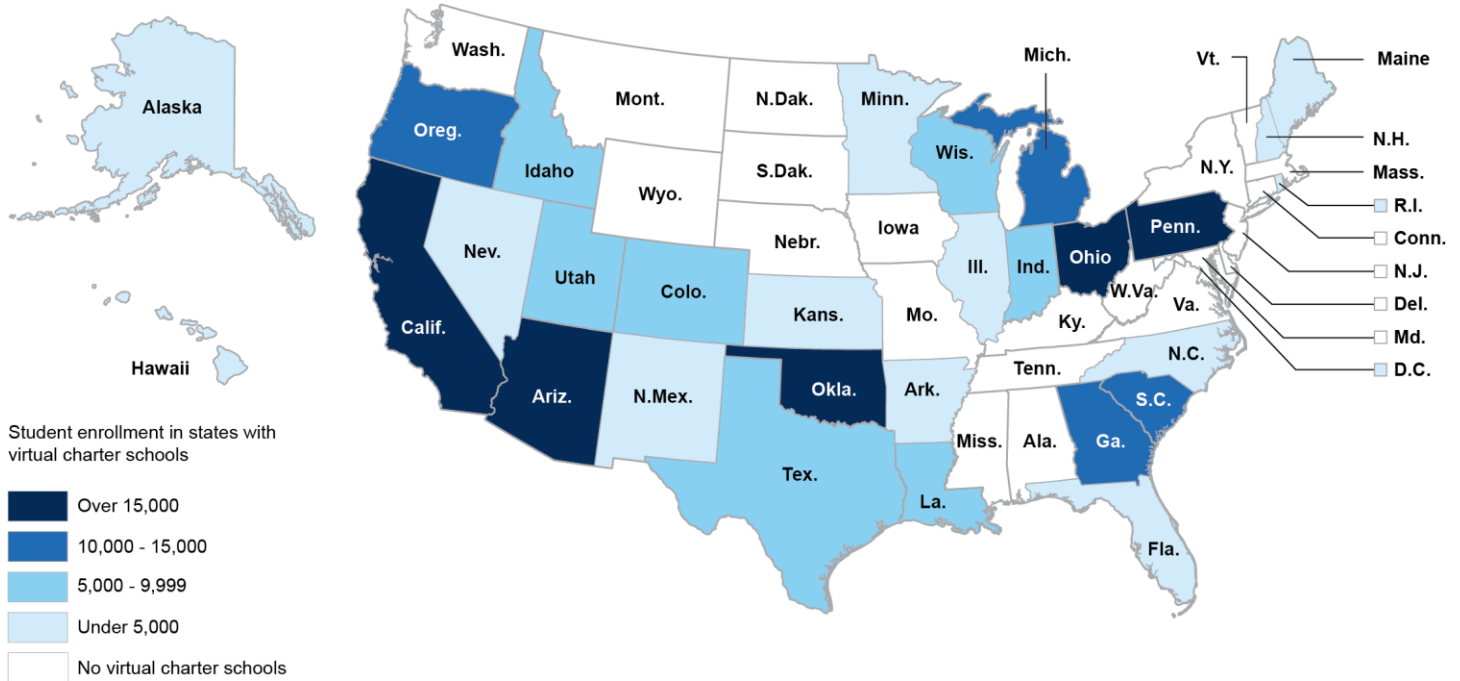 Wash.
Mich.
Vt.
Maine
Alaska
Mont.
N.Dak.
Minn.
Oreg.
N.H.
Wis.
Idaho
S.Dak.
N.Y.
Mass.
Wyo.
R.I.
Iowa
Penn.
Nebr.
Conn.
Nev.
Ill.
Ind.
Ohio
N.J.
Utah
Colo.
W.Va.
Del.
Va.
Calif.
Kans.
Mo.
Ky.
Md.
Hawaii
N.C.
Tenn.
D.C.
Ariz.
N.Mex.
Okla.
Ark.
S.C.
Student enrollment in states with
virtual charter schools
Miss.
Ala.
Ga.
Tex.
La.
Over 15,000
10,000 - 15,000
Fla.
5,000 - 9,999
Under 5,000
No virtual charter schools